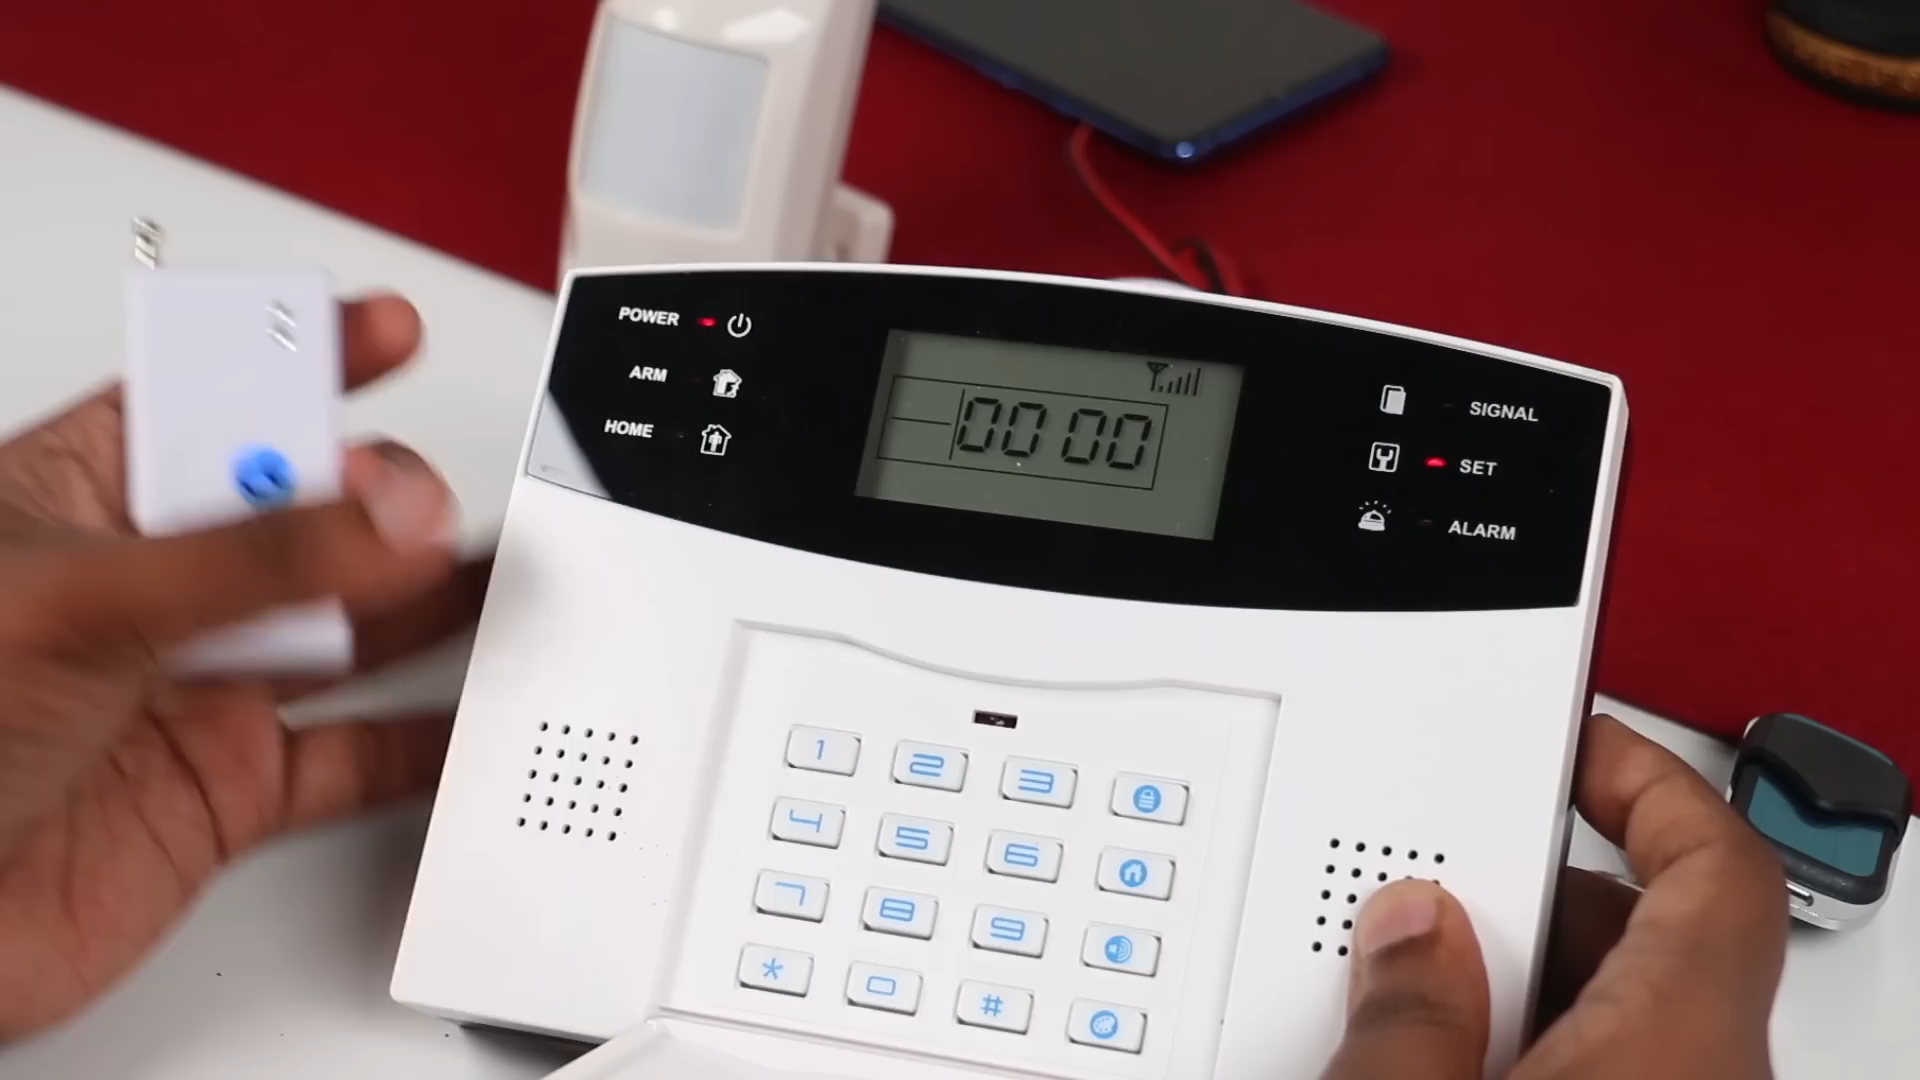 POWER
ARM
HOME
00 00
SIGNAL
SET
ALARM
1 2 3
4 5 6
7 8 9
* 0 #